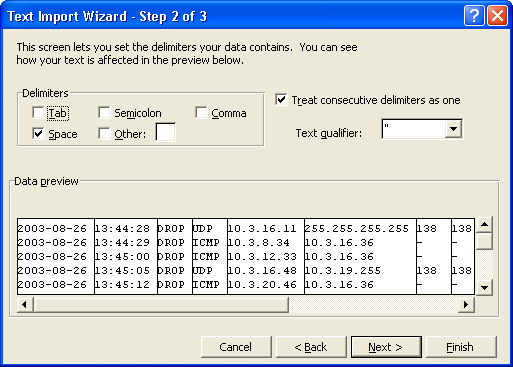 Text Import Wizard - Step 2 of 3
This screen lets you set the delimiters your data contains. You can see
how your text is affected in the preview below.
Delimiters
Tab
Semicolon
Comma
Space
Other:
Treat consecutive delimiters as one
Text qualifier:
"
Data preview
2003-08-26 13:44:28 DROP UDP 10.3.16.11 255.255.255.255 138 138
2003-08-26 13:44:29 DROP ICMP 10.3.8.34 10.3.16.36 - -
2003-08-26 13:45:00 DROP ICMP 10.3.12.33 10.3.16.36 - -
2003-08-26 13:45:05 DROP UDP 10.3.16.48 10.3.19.255 138 138
2003-08-26 13:45:12 DROP ICMP 10.3.20.46 10.3.16.36 - -
Cancel
< Back
Next >
Finish